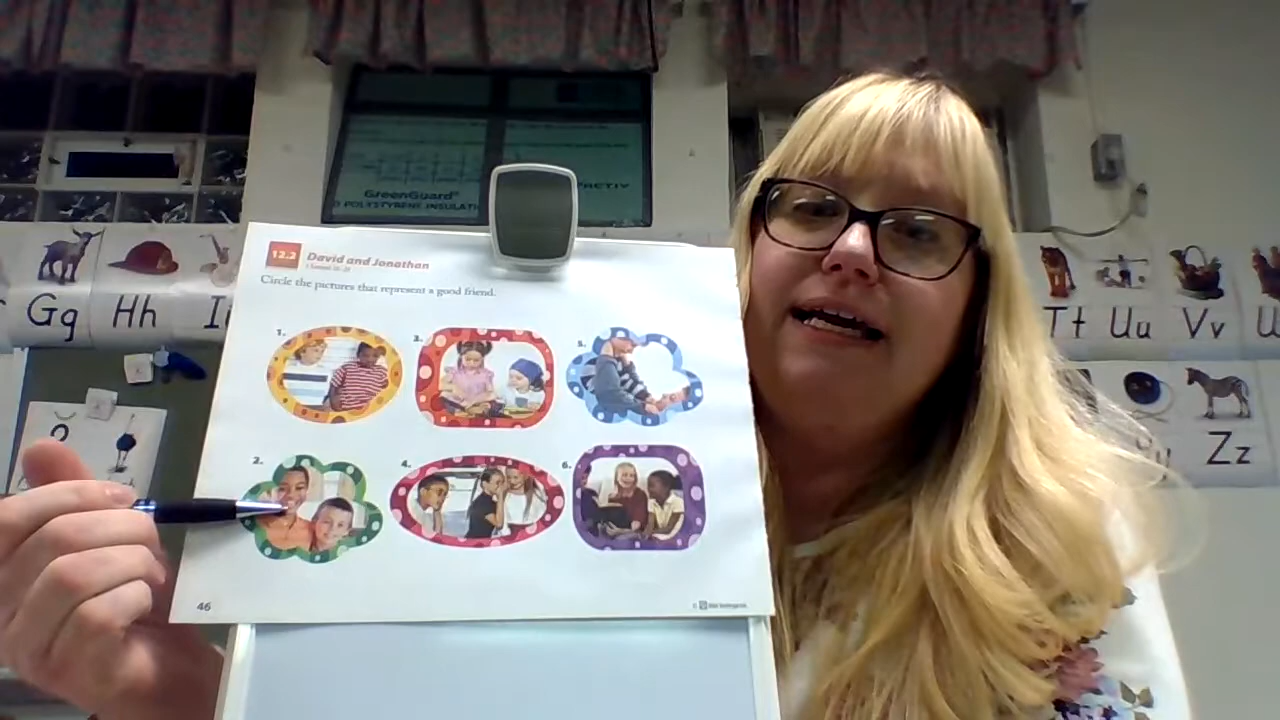 GreenGuard®
POLYSTYRENE INSULATI
Gg
Hh
I
Tt
Uu
Vv
W
Zz
12.2
David and Jonathan
Circle the pictures that represent a good friend.
1.
3.
5.
2.
4.
6.
46